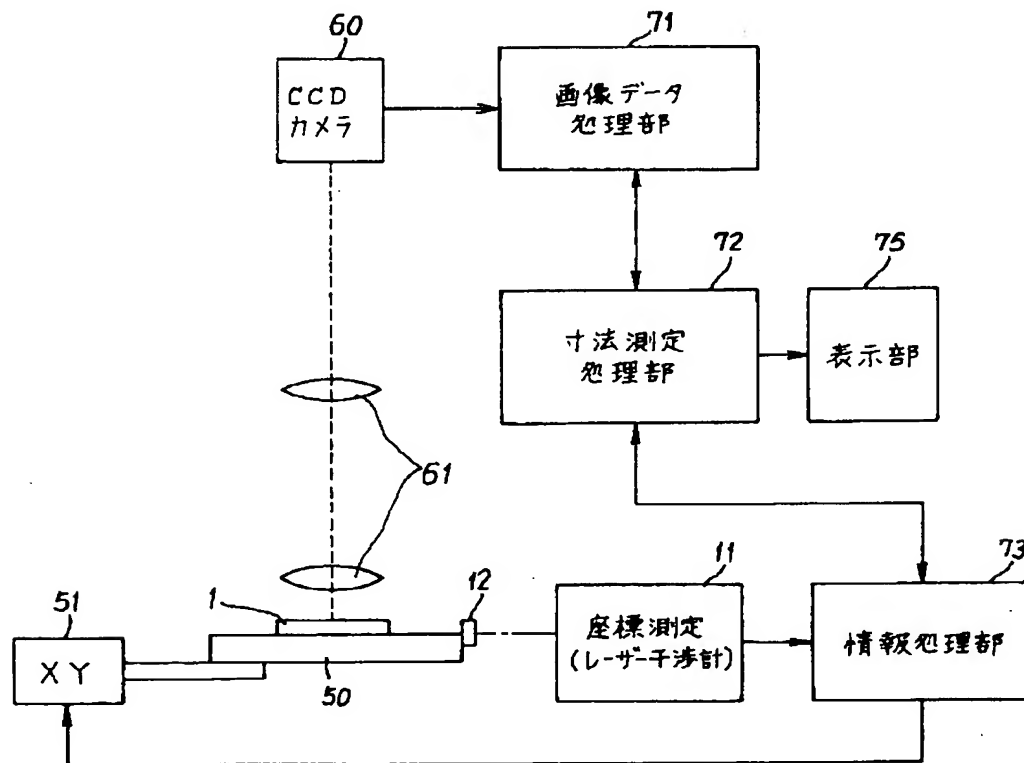 60
71
CCD
カメラ
画像データ
処理部
72
75
寸法測定
処理部
表示部
61
11
73
51
1
12
XY
50
座標測定
(レーザー干渉計)
情報処理部